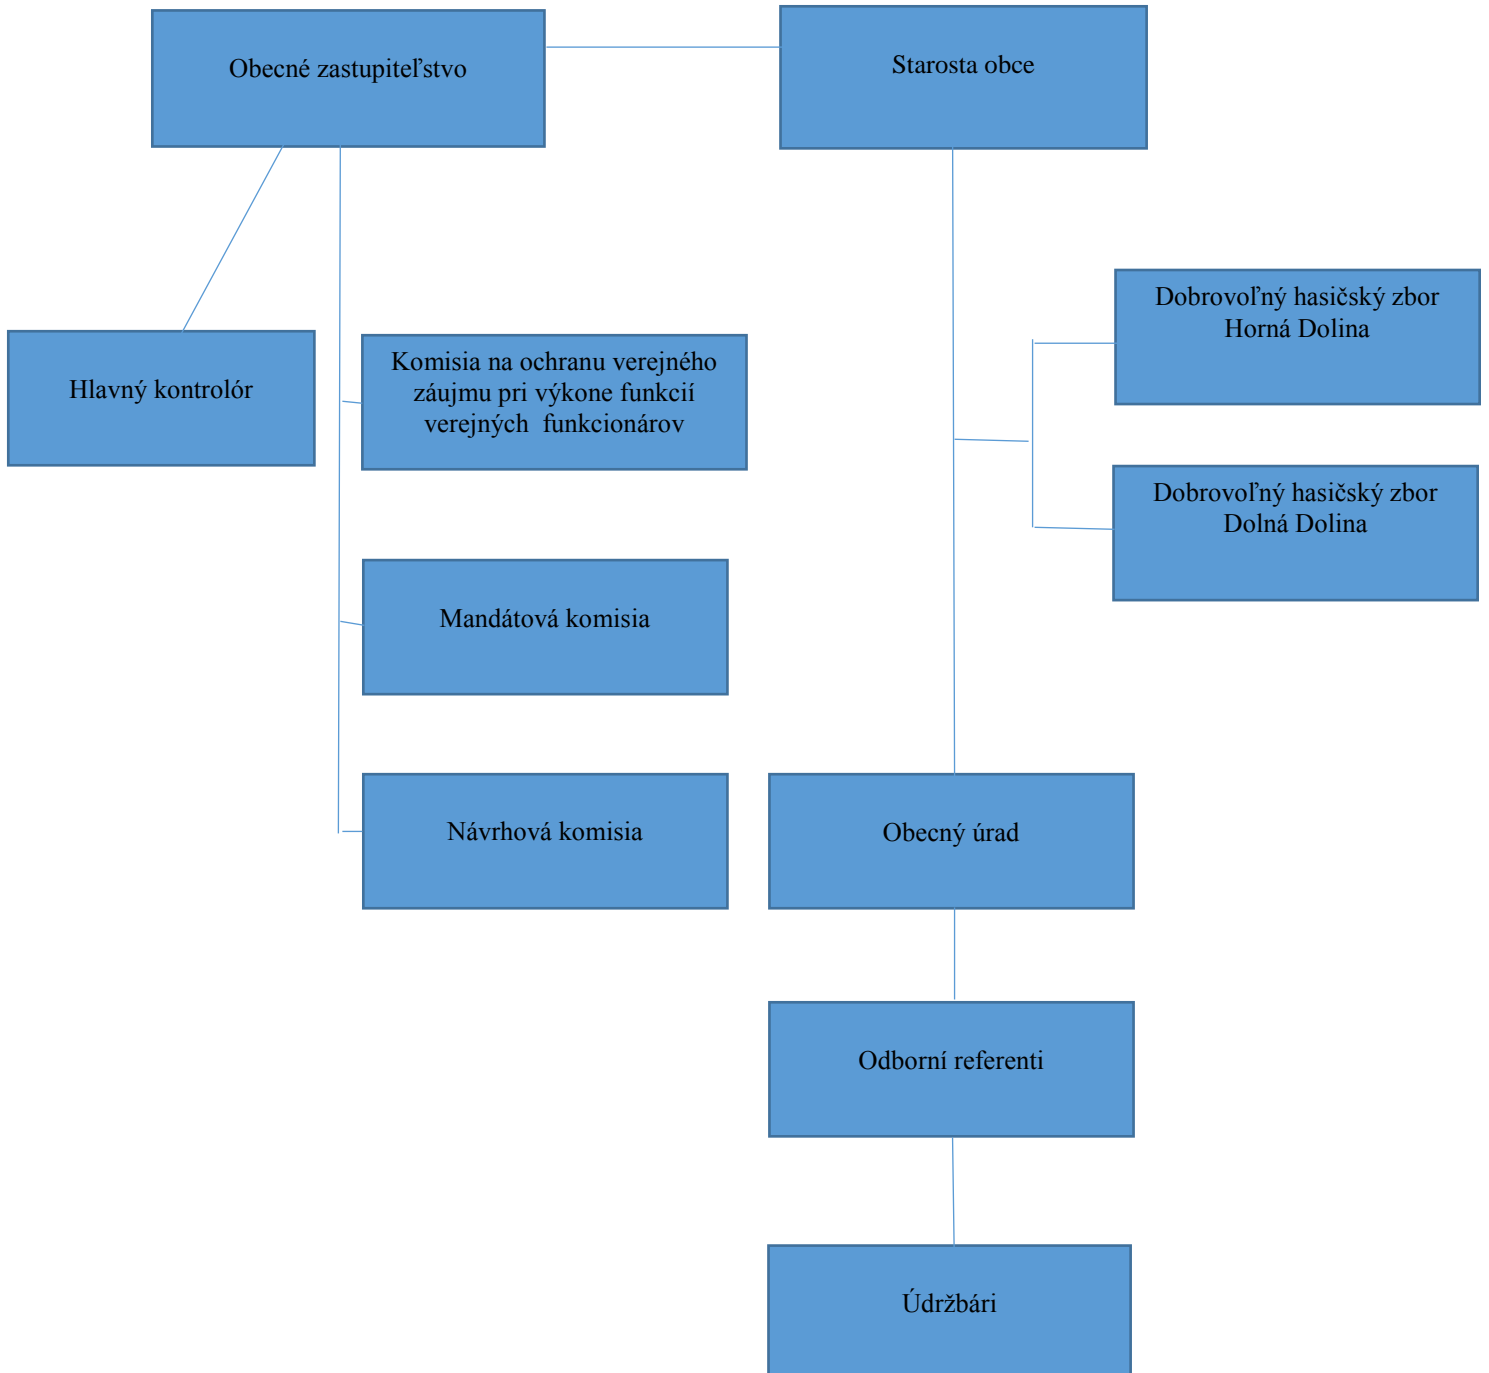 Obecné zastupiteľstvo
Starosta obce
Dobrovoľný hasičský zbor
Horná Dolina
Hlavný kontrolór
Komisia na ochranu verejného
záujmu pri výkone funkcií
verejných  funkcionárov
Dobrovoľný hasičský zbor
Dolná Dolina
Mandátová komisia
Návrhová komisia
Obecný úrad
Odborní referenti
Údržbári